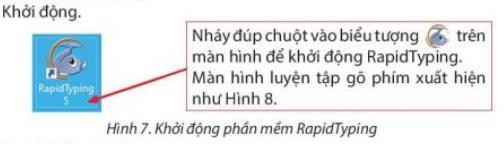 Khởi động.
Nháy đúp chuột vào biểu tượng trên
màn hình để khởi động RapidTyping.
Màn hình luyện tập gõ phím xuất hiện
như Hình 8.
RapidTyping
5
Hình 7. Khởi động phần mềm RapidTyping